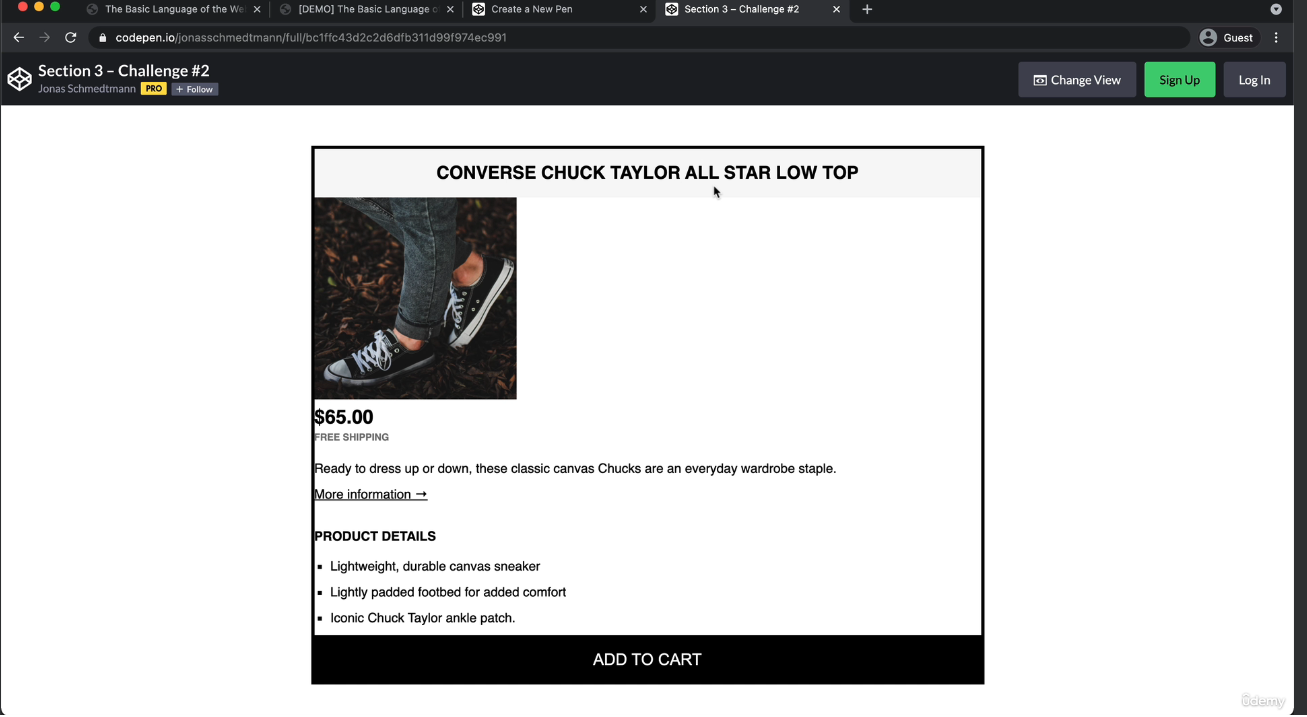 The Basic Language of the We
[DEMO] The Basic Language o
Create a New Pen
Section 3 – Challenge #2
codepen.io/jonasschmedtmann/full/bc1ffc43d2c2d6dfb311d99f974ec991
Guest
Section 3 – Challenge #2
Jonas Schmedtmann PRO + Follow
Change View
Sign Up
Log In
CONVERSE CHUCK TAYLOR ALL STAR LOW TOP
$65.00
FREE SHIPPING
Ready to dress up or down, these classic canvas Chucks are an everyday wardrobe staple.
More information →
PRODUCT DETAILS
Lightweight, durable canvas sneaker
Lightly padded footbed for added comfort
Iconic Chuck Taylor ankle patch.
ADD TO CART
ûdemy